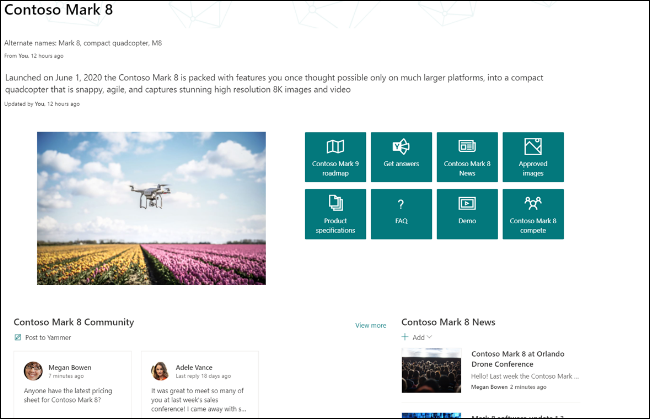 Contoso Mark 8
Alternate names: Mark 8, compact quadcopter, M8
From You, 12 hours ago
Launched on June 1, 2020 the Contoso Mark 8 is packed with features you once thought possible only on much larger platforms, into a compact
quadcopter that is snappy, agile, and captures stunning high resolution 8K images and video
Updated by You, 12 hours ago
Contoso Mark 9
roadmap
Get answers
Contoso Mark 8
News
Approved
images
Product
specifications
?
FAQ
Demo
Contoso Mark 8
compete
Contoso Mark 8 Community
View more
Post to Yammer
Megan Bowen
7 minutes ago
Anyone have the latest pricing
sheet for Contoso Mark 8?
Adele Vance
Last reply 18 days ago
It was great to meet so many of
you at last week's sales
conference! I came away with s...
Contoso Mark 8 News
Add
Contoso Mark 8 at Orlando
Drone Conference
Hello! Last week the Contoso Mark ...
Megan Bowen 2 minutes ago